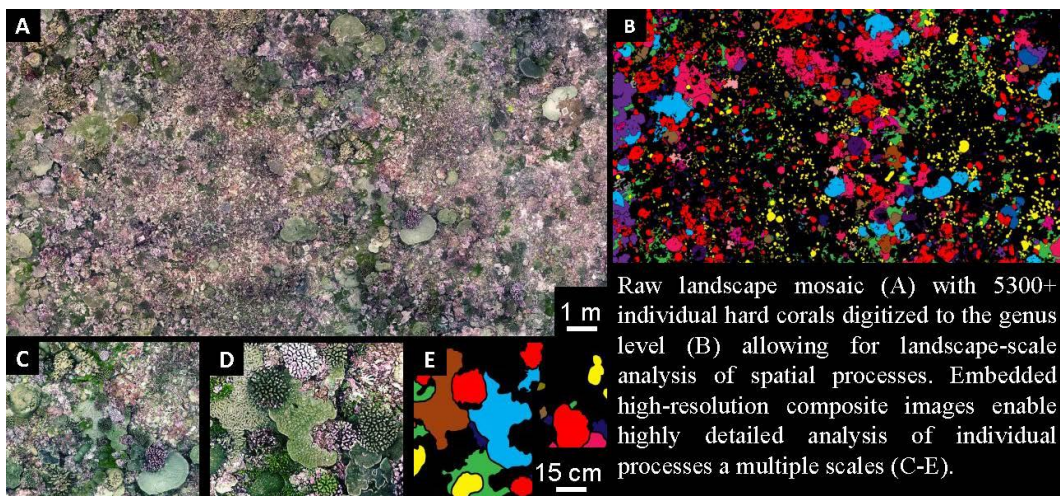 A
B
1 m
Raw landscape mosaic (A) with 5300+
individual hard corals digitized to the genus
level (B) allowing for landscape-scale
analysis of spatial processes. Embedded
high-resolution composite images enable
highly detailed analysis of individual
processes a multiple scales (C-E).
C
D
E
15 cm